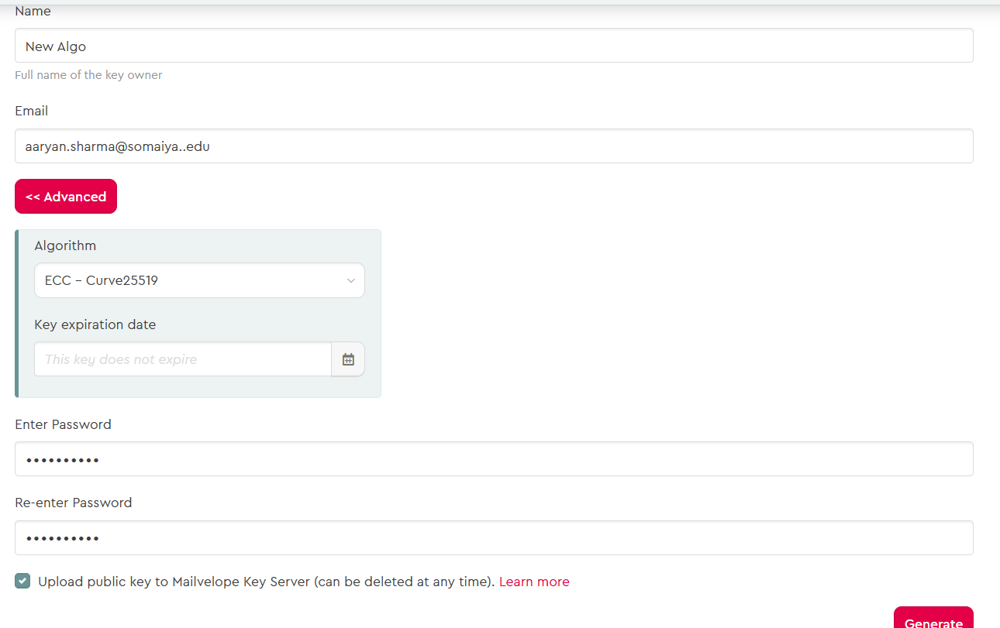 Name
New Algo
Full name of the key owner
Email
aaryan.sharma@somaiya..edu
<< Advanced
Algorithm
ECC – Curve25519
Key expiration date
This key does not expire
Enter Password
••••••••••
Re-enter Password
••••••••••
Upload public key to Mailvelope Key Server (can be deleted at any time). Learn more
Generate